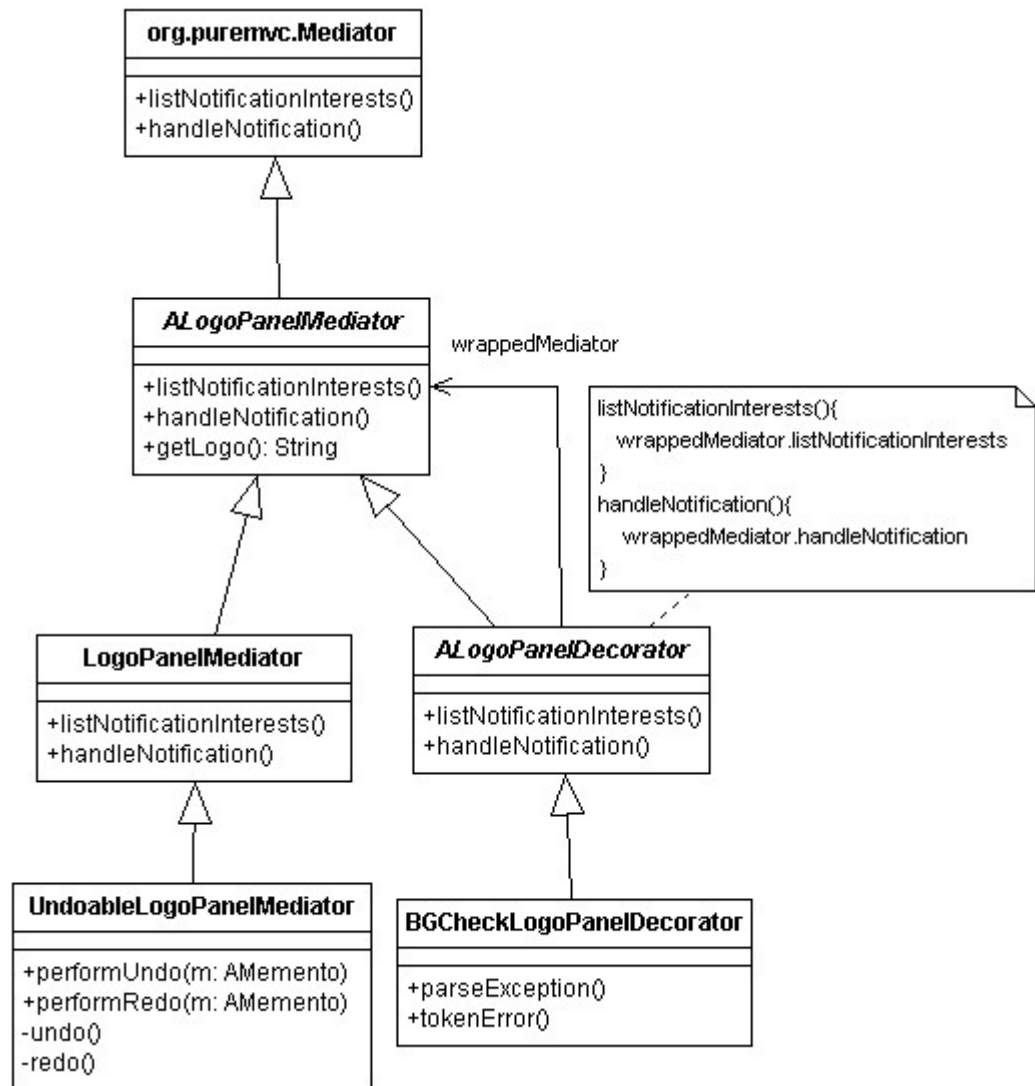 org.puremvc.Mediator
+listNotificationInterests()
+handleNotification()
ALogoPanelMediator
+listNotificationInterests()
+handleNotification()
+getLogo(): String
wrappedMediator
listNotificationInterests(){
wrappedMediator.listNotificationInterests
}
handleNotification(){
wrappedMediator.handleNotification
}
LogoPanelMediator
+listNotificationInterests()
+handleNotification()
ALogoPanelDecorator
+listNotificationInterests()
+handleNotification()
UndoableLogoPanelMediator
+performUndo(m: AMemento)
+performRedo(m: AMemento)
-undo()
-redo()
BGCheckLogoPanelDecorator
+parseException()
+tokenError()